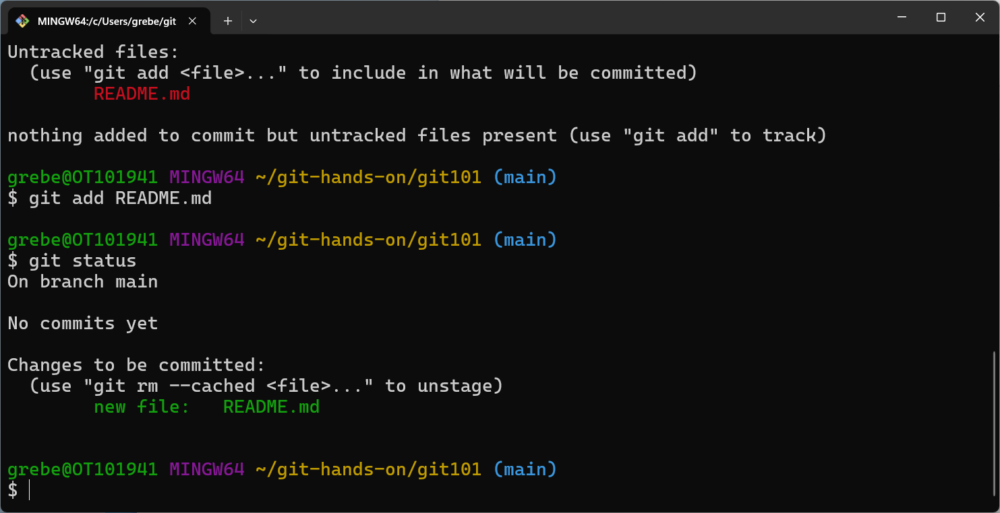 MINGW64:/c/Users/grebe/git
Untracked files:
  (use "git add <file>..." to include in what will be committed)
        README.md
nothing added to commit but untracked files present (use "git add" to track)
grebe@OT101941 MINGW64 ~/git-hands-on/git101 (main)
$ git add README.md
grebe@OT101941 MINGW64 ~/git-hands-on/git101 (main)
$ git status
On branch main
No commits yet
Changes to be committed:
  (use "git rm --cached <file>..." to unstage)
        new file:   README.md
grebe@OT101941 MINGW64 ~/git-hands-on/git101 (main)
$